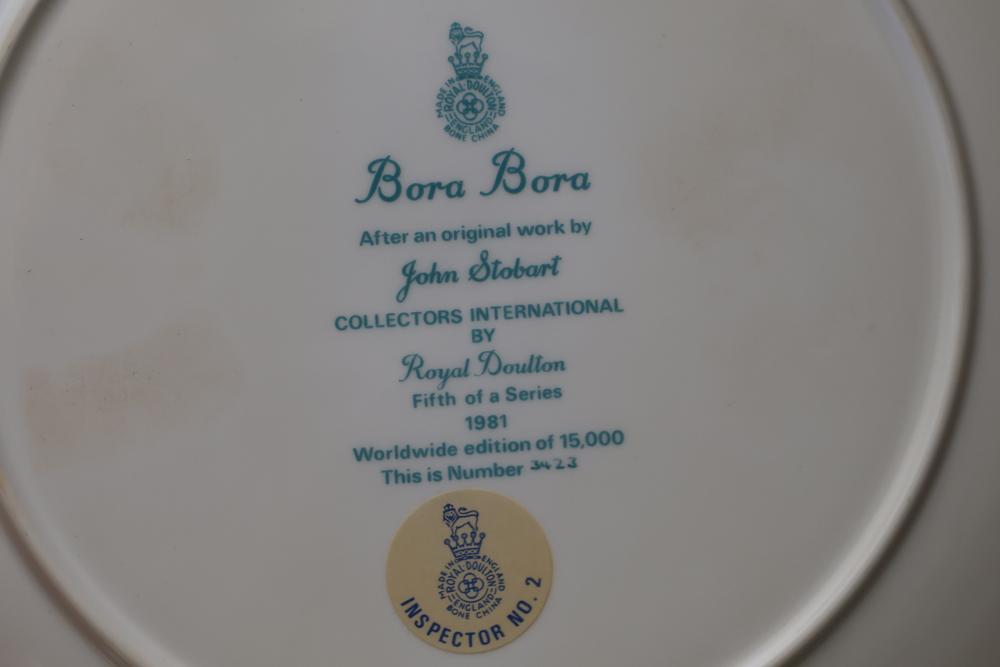 MADE IN ENGLAND
ROYAL DOULTON
ENGLAND
BONE CHINA
Bora Bora
After an original work by
John Stobart
COLLECTORS INTERNATIONAL
BY
Royal Doulton
Fifth of a Series
1981
Worldwide edition of 15,000
This is Number 3423
MADE IN ENGLAND
ROYAL DOULTON
ENGLAND
BONE CHINA
INSPECTOR NO. 2